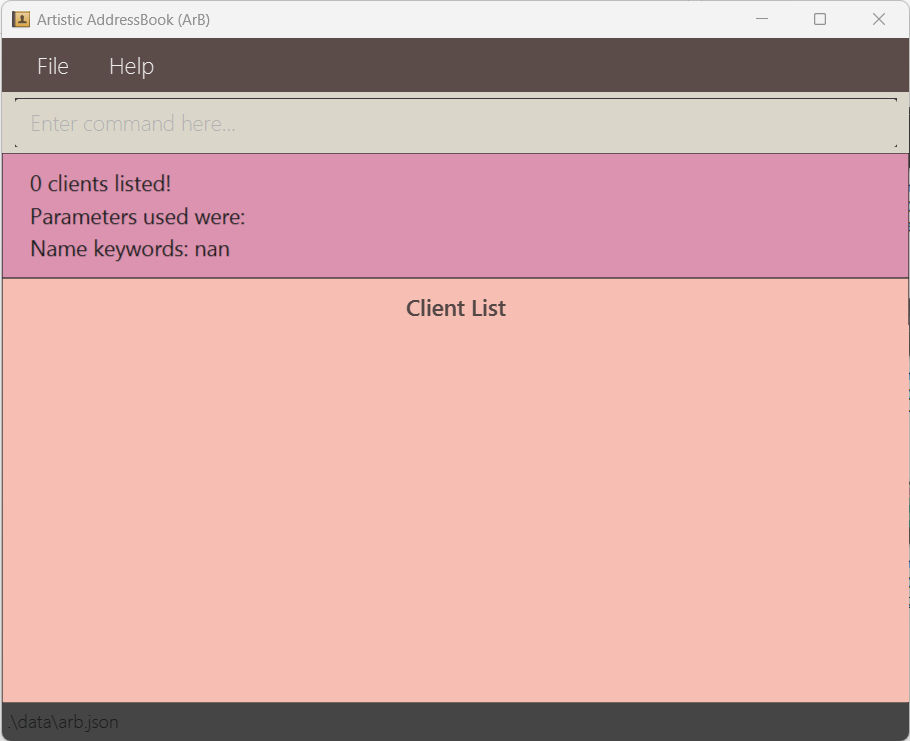 Artistic AddressBook (ArB)
File Help
Enter command here...
0 clients listed!
Parameters used were:
Name keywords: nan
Client List
.\data\arb.json